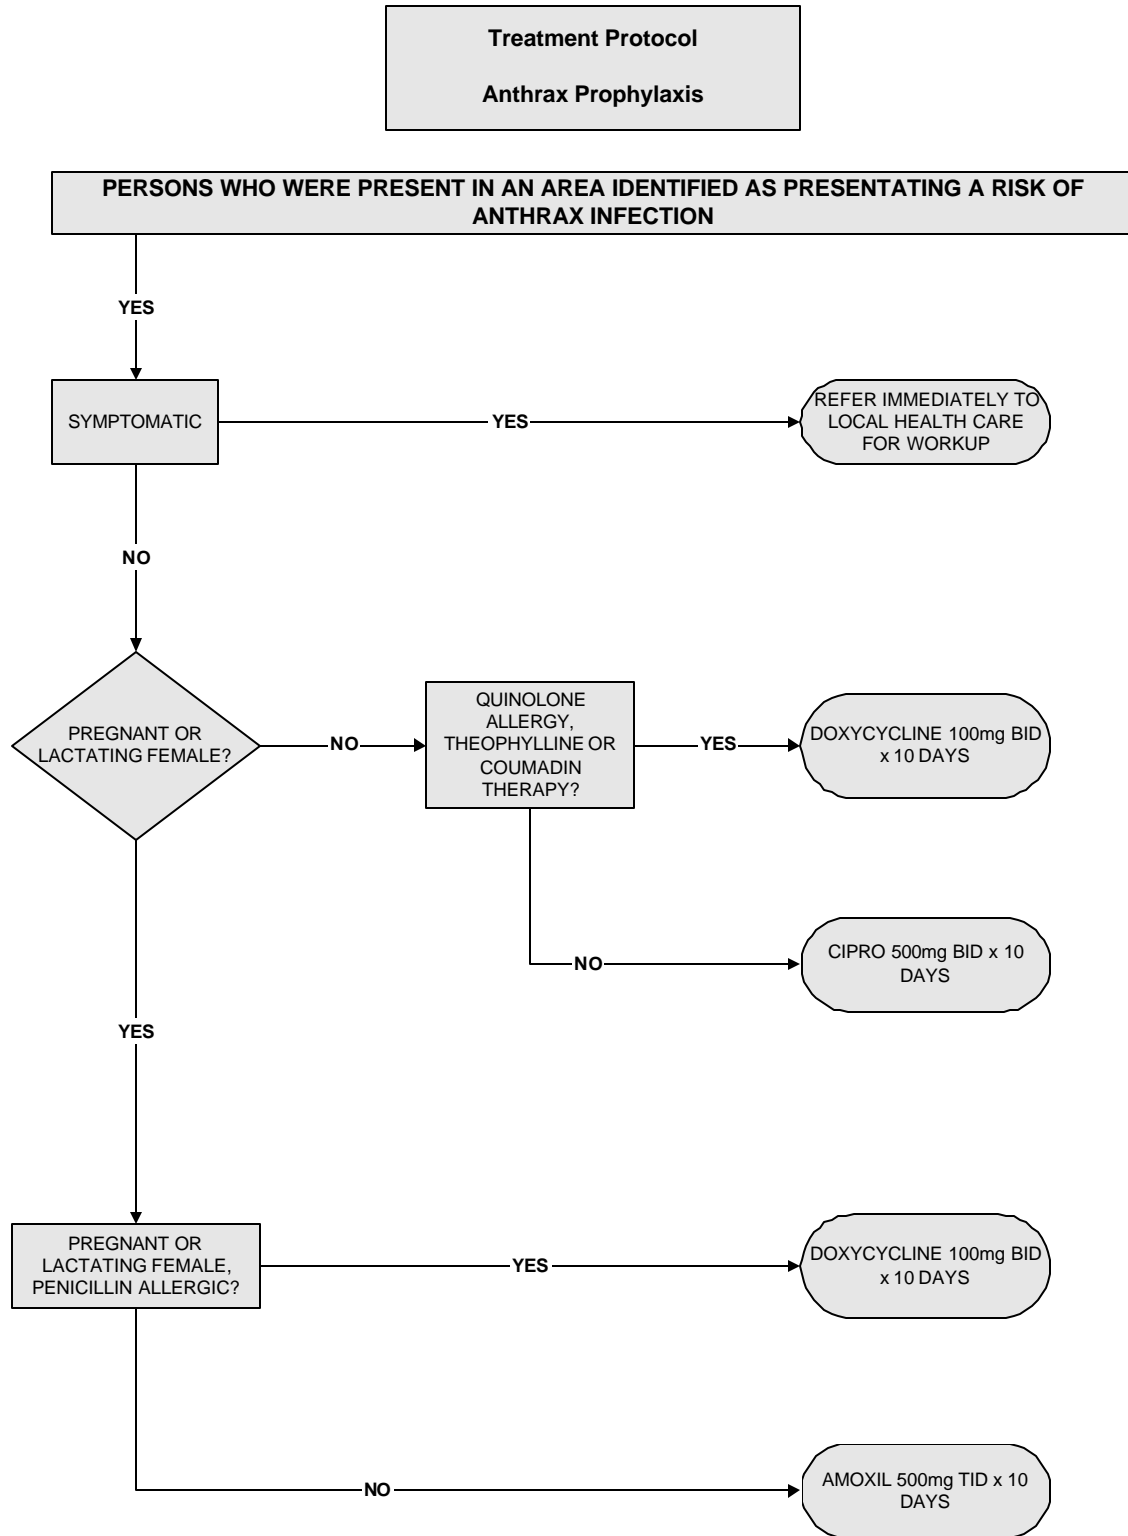 Treatment Protocol
Anthrax Prophylaxis
PERSONS WHO WERE PRESENT IN AN AREA IDENTIFIED AS PRESENTATING A RISK OF
ANTHRAX INFECTION
YES
SYMPTOMATIC
YES
REFER IMMEDIATELY TO
LOCAL HEALTH CARE
FOR WORKUP
NO
PREGNANT OR
LACTATING FEMALE?
NO
QUINOLONE
ALLERGY,
THEOPHYLLINE OR
COUMADIN
THERAPY?
YES
DOXYCYCLINE 100mg BID
x 10 DAYS
NO
CIPRO 500mg BID x 10
DAYS
YES
PREGNANT OR
LACTATING FEMALE,
PENICILLIN ALLERGIC?
YES
DOXYCYCLINE 100mg BID
x 10 DAYS
NO
AMOXIL 500mg TID x 10
DAYS